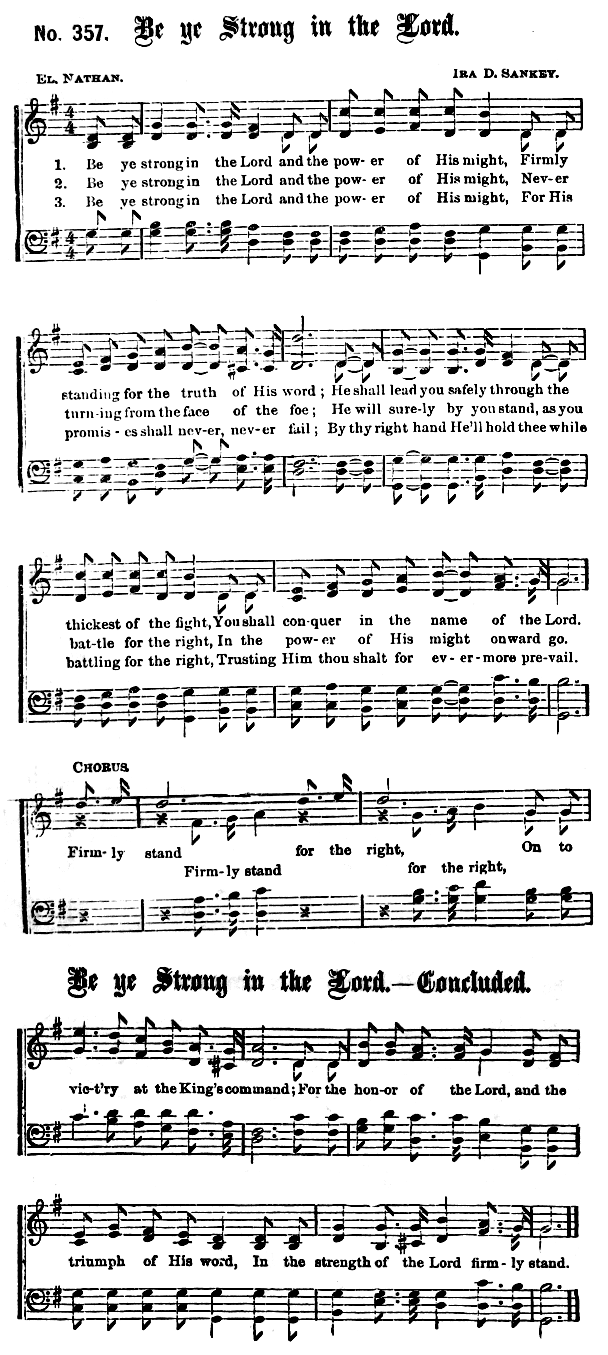 No. 357. Be ye Strong in the Lord.
El. Nathan. Ira D. Sankey.
1. Be ye strong in the Lord and the pow- er of His might, Firmly
2. Be ye strong in the Lord and the pow- er of His might, Nev-er
3. Be ye strong in the Lord and the pow- er of His might, For His
standing for the truth of His word; He shall lead you safely through the
turn-ing from the face of the foe; He will sure-ly by you stand, as you
promis-es shall nev-er, nev-er fail; By thy right hand He'll hold thee while
thickest of the fight, You shall con-quer in the name of the Lord.
bat-tle for the right, In the pow-er of His might onward go.
battling for the right, Trusting Him thou shalt for ev-er-more pre-vail.
Chorus.
Firm- ly stand for the right, On to
Firm-ly stand for the right,
Be ye Strong in the Lord.—Concluded.
vic-t'ry at the King's command; For the hon-or of the Lord, and the
triumph of His word, In the strength of the Lord firm-ly stand.